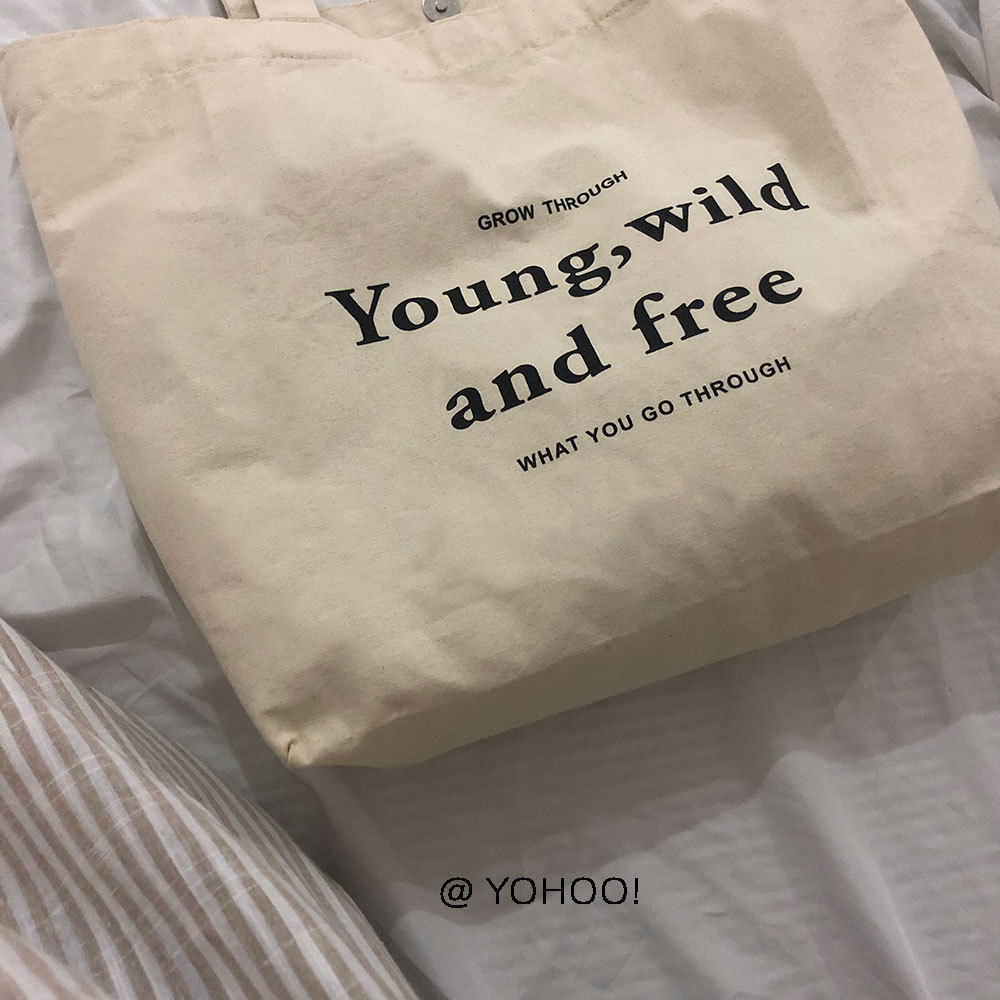 GROW THROUGH
Young, wild
and free
WHAT YOU GO THROUGH
@ YOHOO!